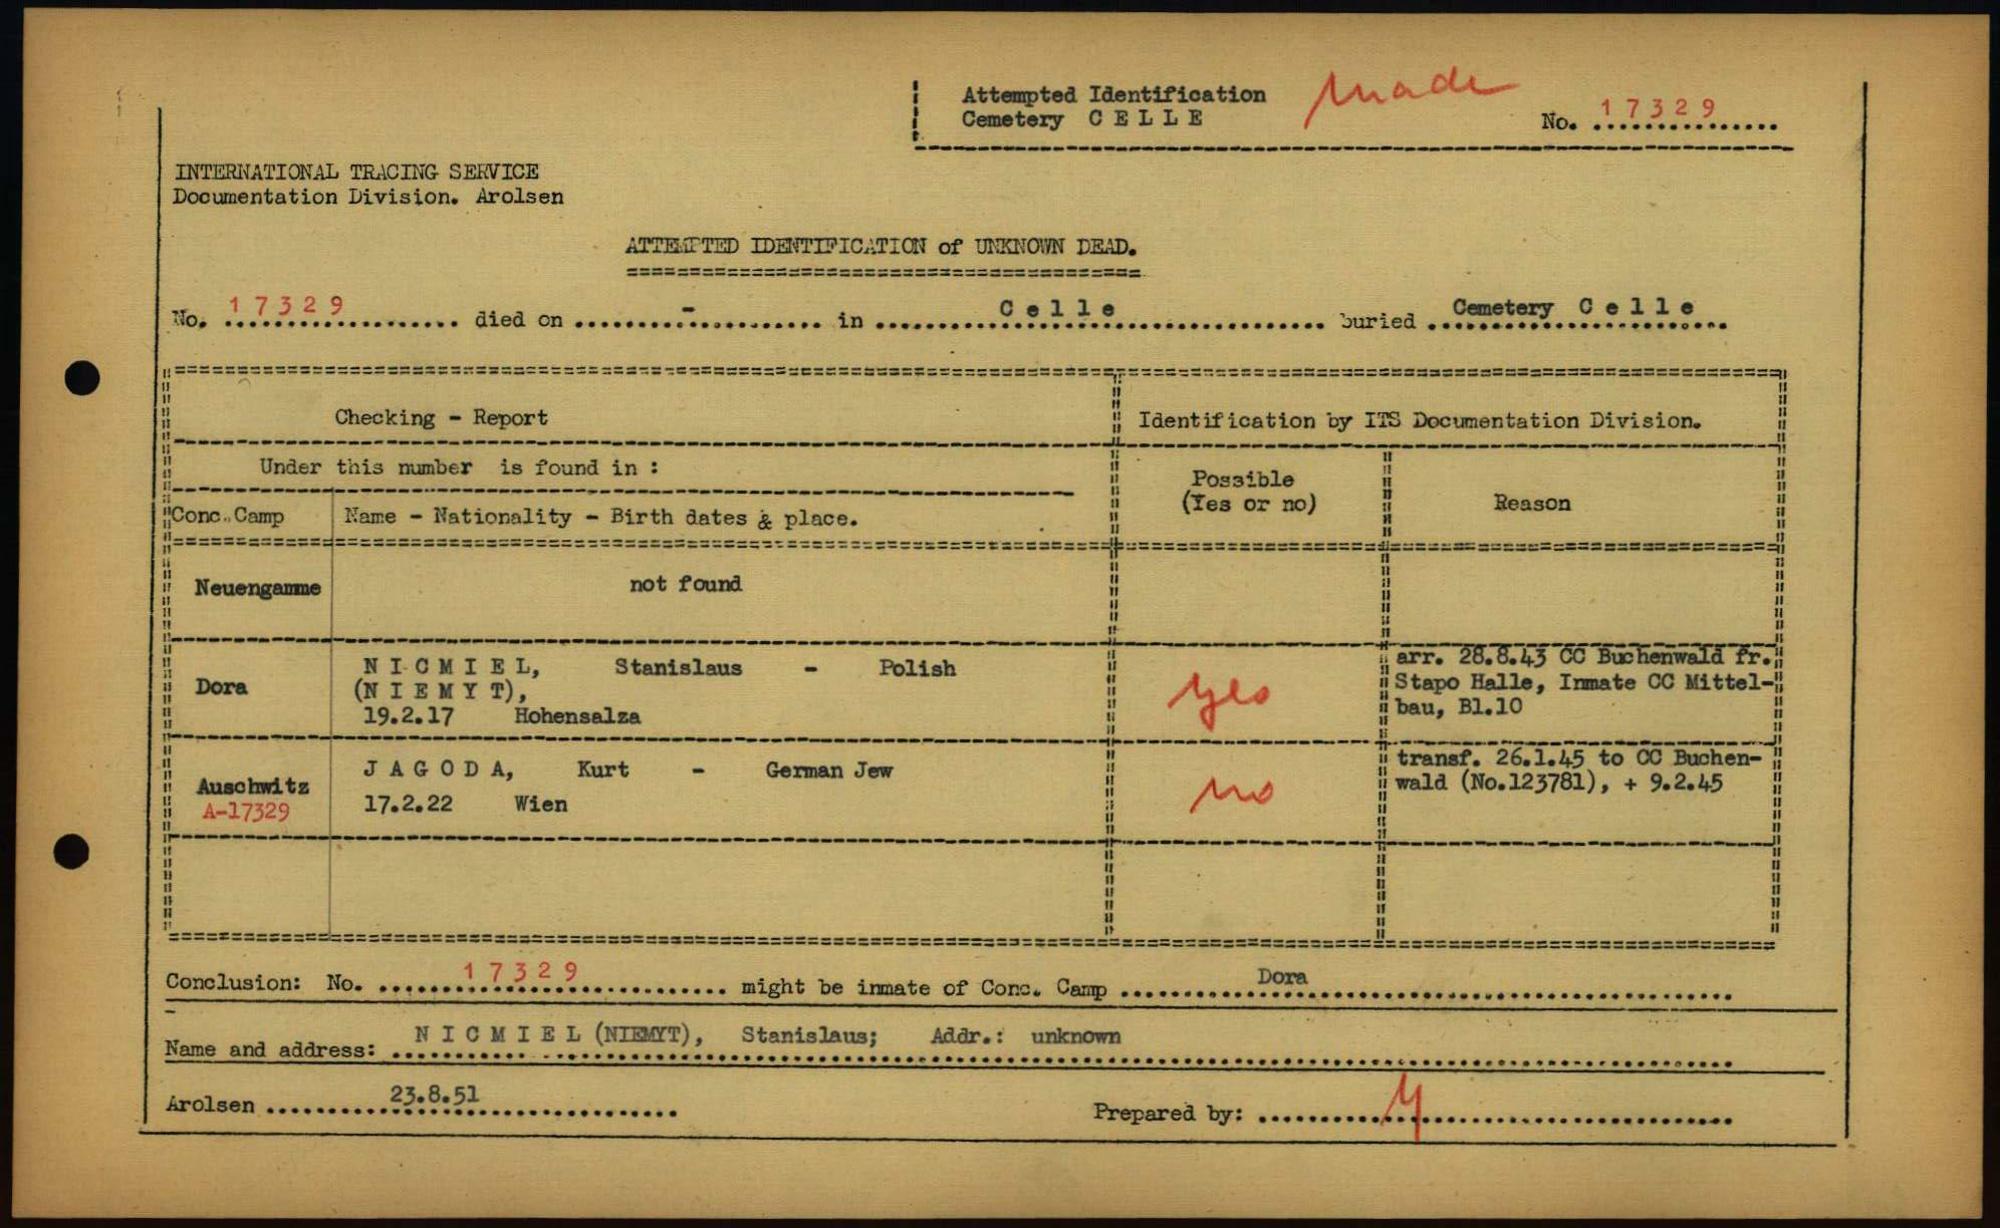 Attempted Identification made
Cemetery C E L L E
No. 17329
INTERNATIONAL TRACING SERVICE
Documentation Division. Arolsen
ATTEMPTED IDENTIFICATION of UNKNOWN DEAD.
No. 17329 died on - in C e l l e buried Cemetery C e l l e
Checking - Report Identification by ITS Documentation Division.
Under this number is found in :
Possible
(Yes or no) Reason
Conc. Camp Name - Nationality - Birth dates & place.
Neuengamme not found
Dora N I C M I E L, Stanislaus - Polish
(N I E M Y T),
19.2.17 Hohensalza
yes
arr. 28.8.43 CC Buchenwald fr.
Stapo Halle, Inmate CC Mittel-
bau, Bl.10
Auschwitz
A-17329
J A G O D A, Kurt - German Jew
17.2.22 Wien
no
transf. 26.1.45 to CC Buchen-
wald (No.123781), + 9.2.45
Conclusion: No. 17329 might be inmate of Conc. Camp Dora
Name and address: N I C M I E L (NIEMYT), Stanislaus; Addr.: unknown
Arolsen 23.8.51 Prepared by: